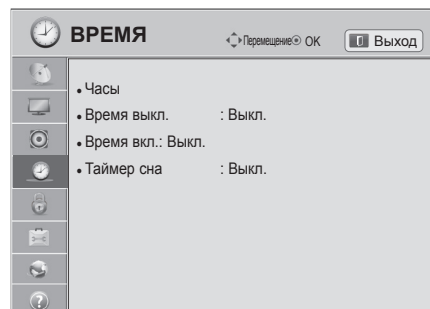 ВРЕМЯ Перемещение OK Выход
• Часы
• Время выкл. : Выкл.
• Время вкл.: Выкл.
• Таймер сна : Выкл.